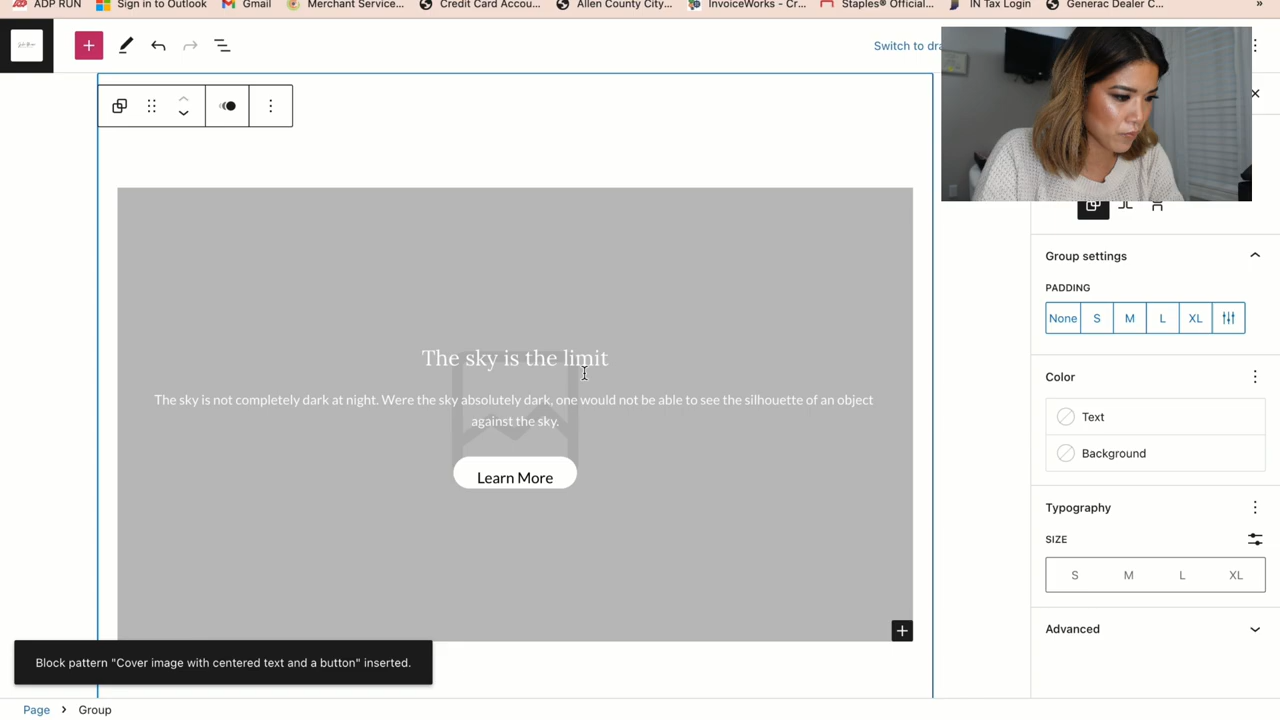 ADP RUN Sign in to Outlook Gmail Merchant Service... Credit Card Accou... Allen County City... InvoiceWorks - Cr... Staples® Official... IN Tax Login Generac Dealer C... »
Switch to dra
Group settings
PADDING
None S M L XL
The sky is the limit
Color
The sky is not completely dark at night. Were the sky absolutely dark, one would not be able to see the silhouette of an object
against the sky.
Text
Background
Learn More
Typography
SIZE
S M L XL
Advanced
Block pattern "Cover image with centered text and a button" inserted.
Page > Group